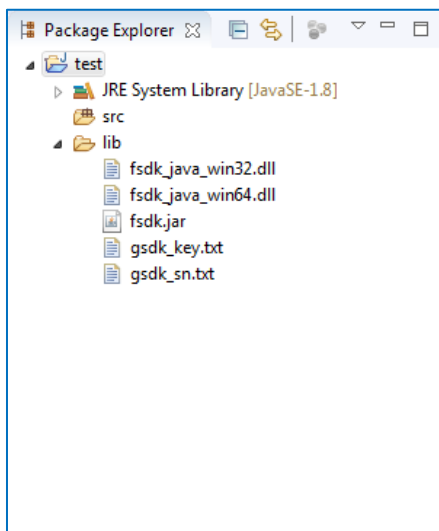 Package Explorer
test
JRE System Library [JavaSE-1.8]
src
lib
fsdk_java_win32.dll
fsdk_java_win64.dll
fsdk.jar
gsdk_key.txt
gsdk_sn.txt